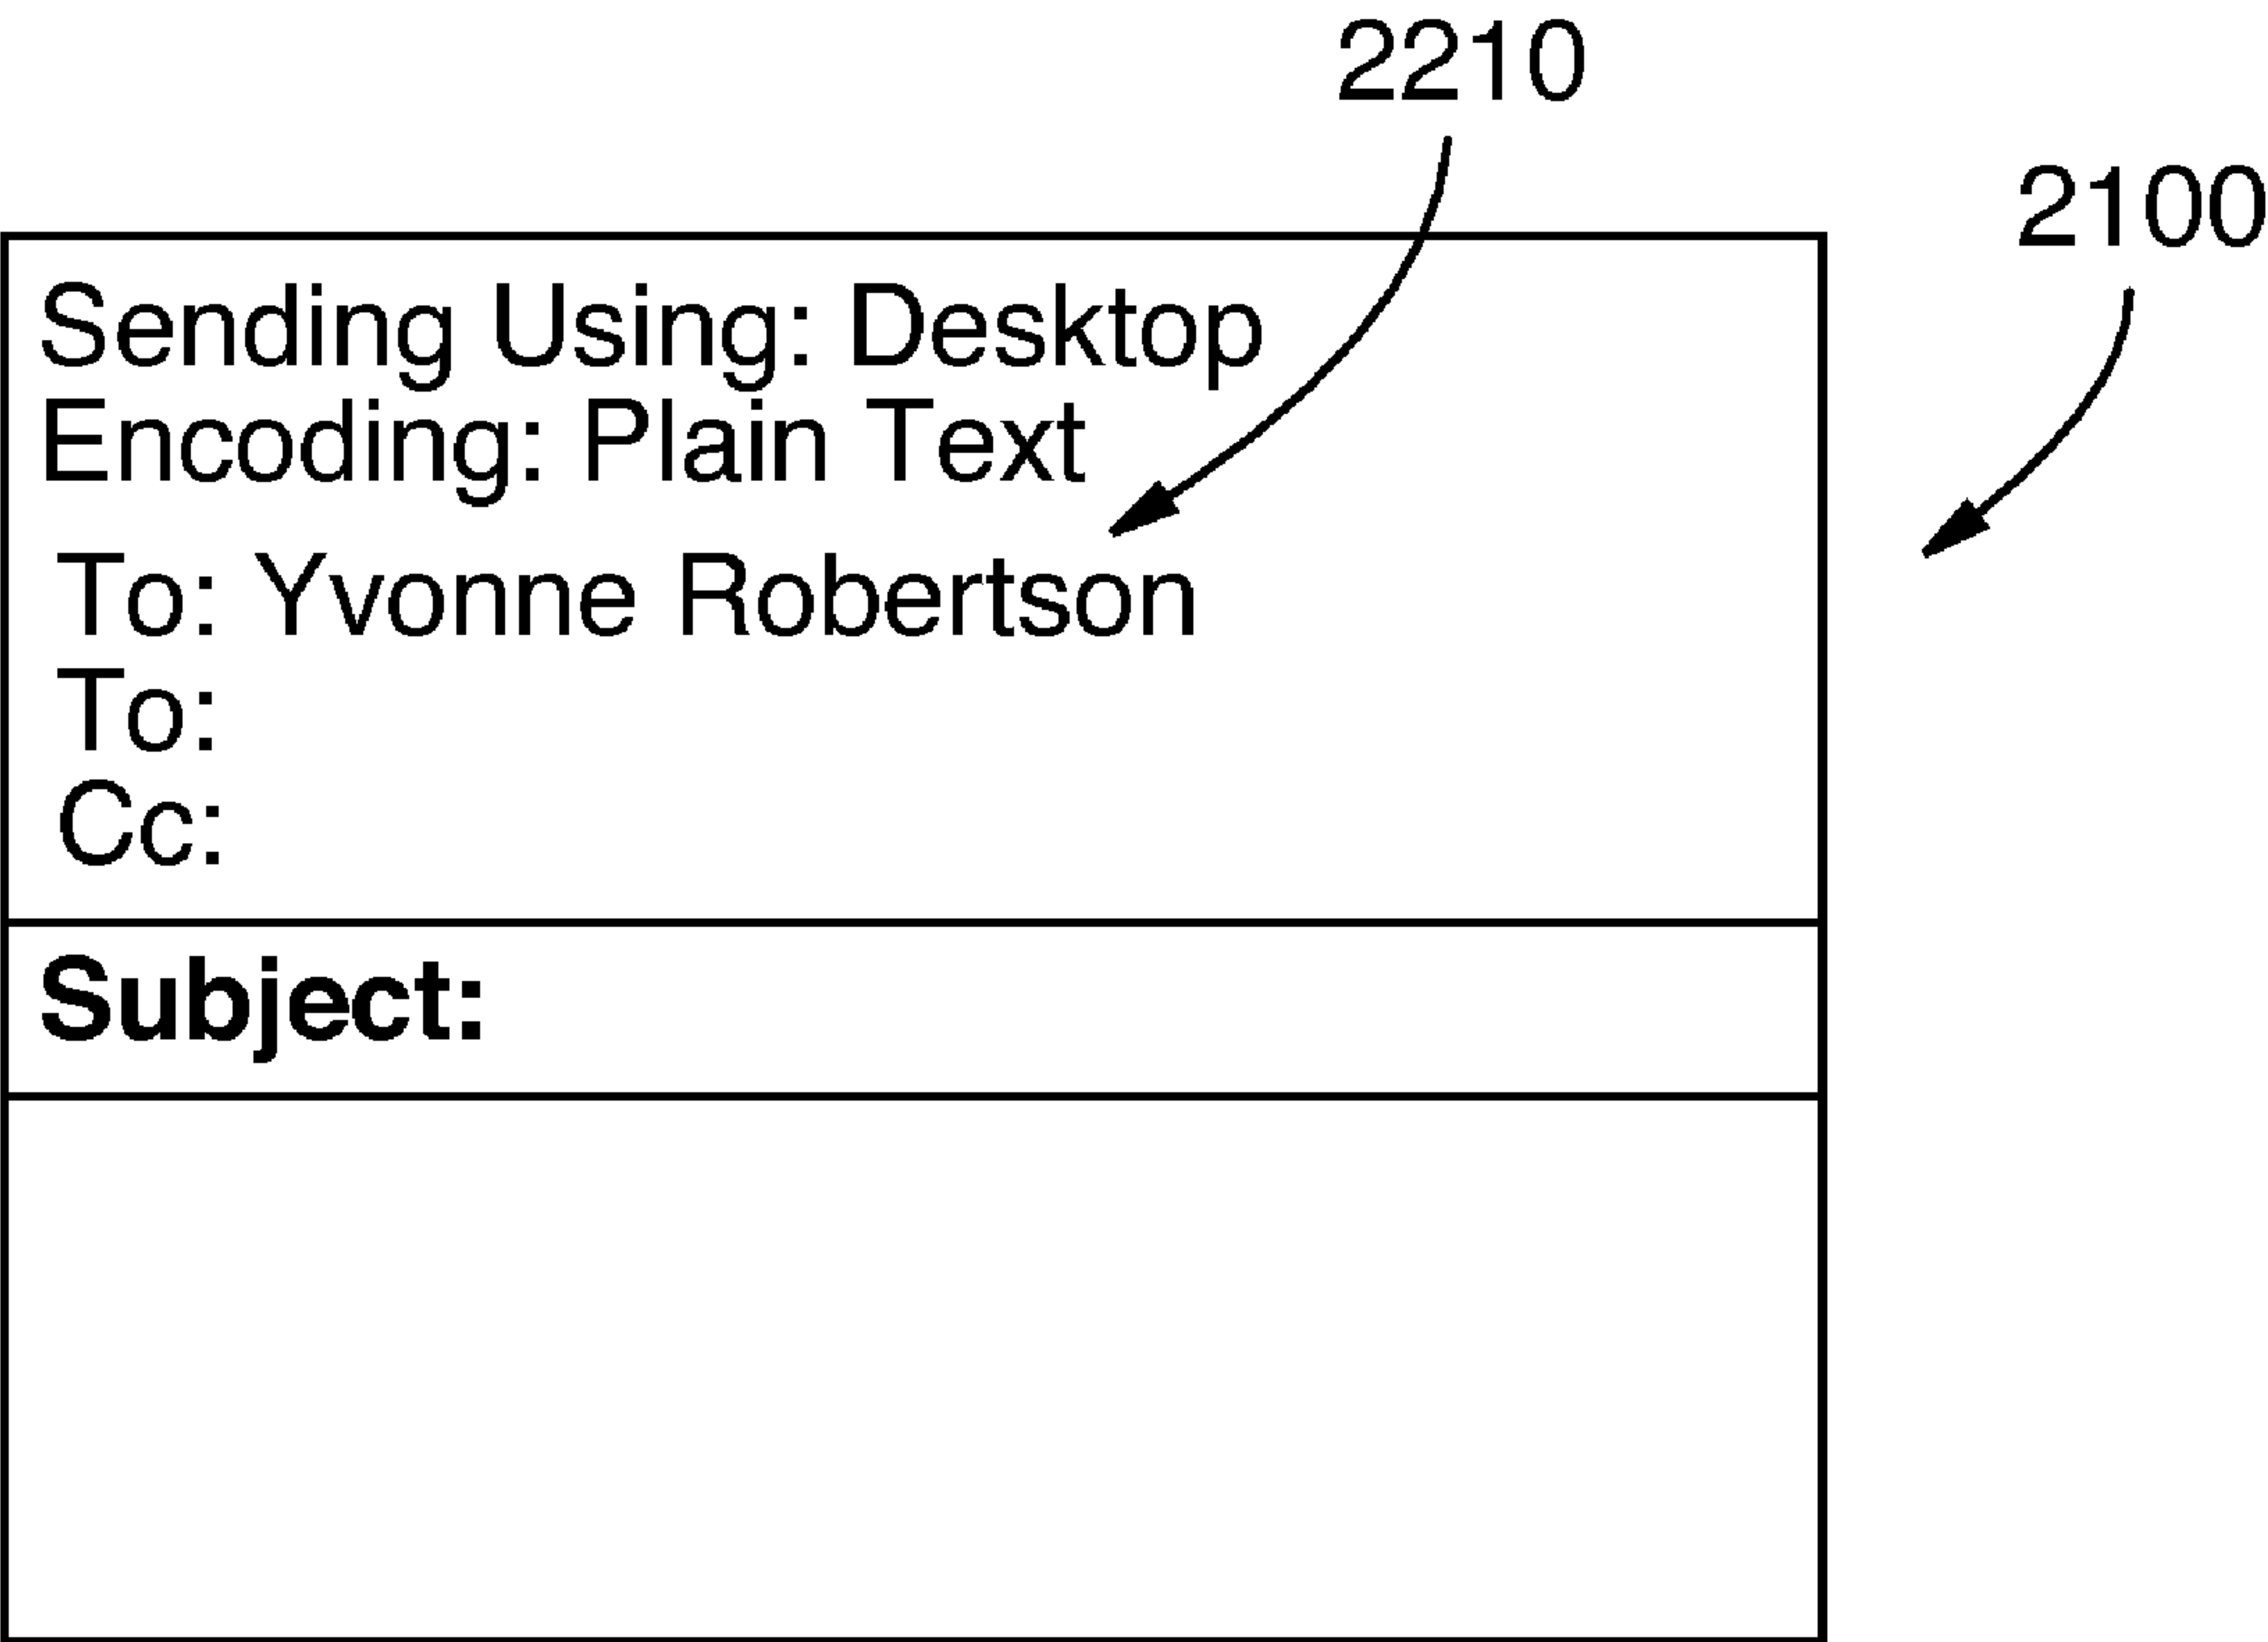 2210
2100
Sending Using: Desktop
Encoding: Plain Text
To: Yvonne Robertson
To:
Cc:
Subject: